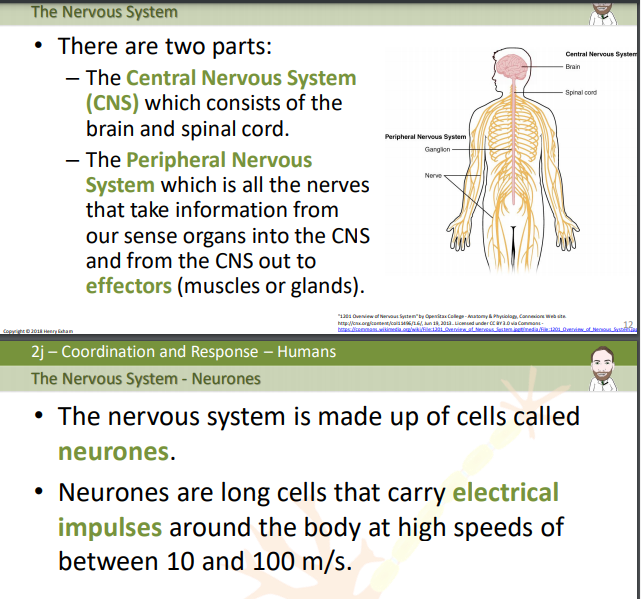 The Nervous System
• There are two parts:
– The Central Nervous System
(CNS) which consists of the
brain and spinal cord.
– The Peripheral Nervous
System which is all the nerves
that take information from
our sense organs into the CNS
and from the CNS out to
effectors (muscles or glands).
Central Nervous System
Brain
Spinal cord
Peripheral Nervous System
Ganglion
Nerve
"1201 Overview of Nervous System" by OpenStax College - Anatomy & Physiology, Connexions Web site.
http://cnx.org/content/col11496/1.6/, Jun 19, 2013.. Licensed under CC BY 3.0 via Commons -
https://commons.wikimedia.org/wiki/File:1201_Overview_of_Nervous_System.jpg#/media/File:1201_Overview_of_Nervous_System.jpg
12
Copyright © 2018 Henry Exham
2j – Coordination and Response – Humans
The Nervous System - Neurones
• The nervous system is made up of cells called
neurones.
• Neurones are long cells that carry electrical
impulses around the body at high speeds of
between 10 and 100 m/s.